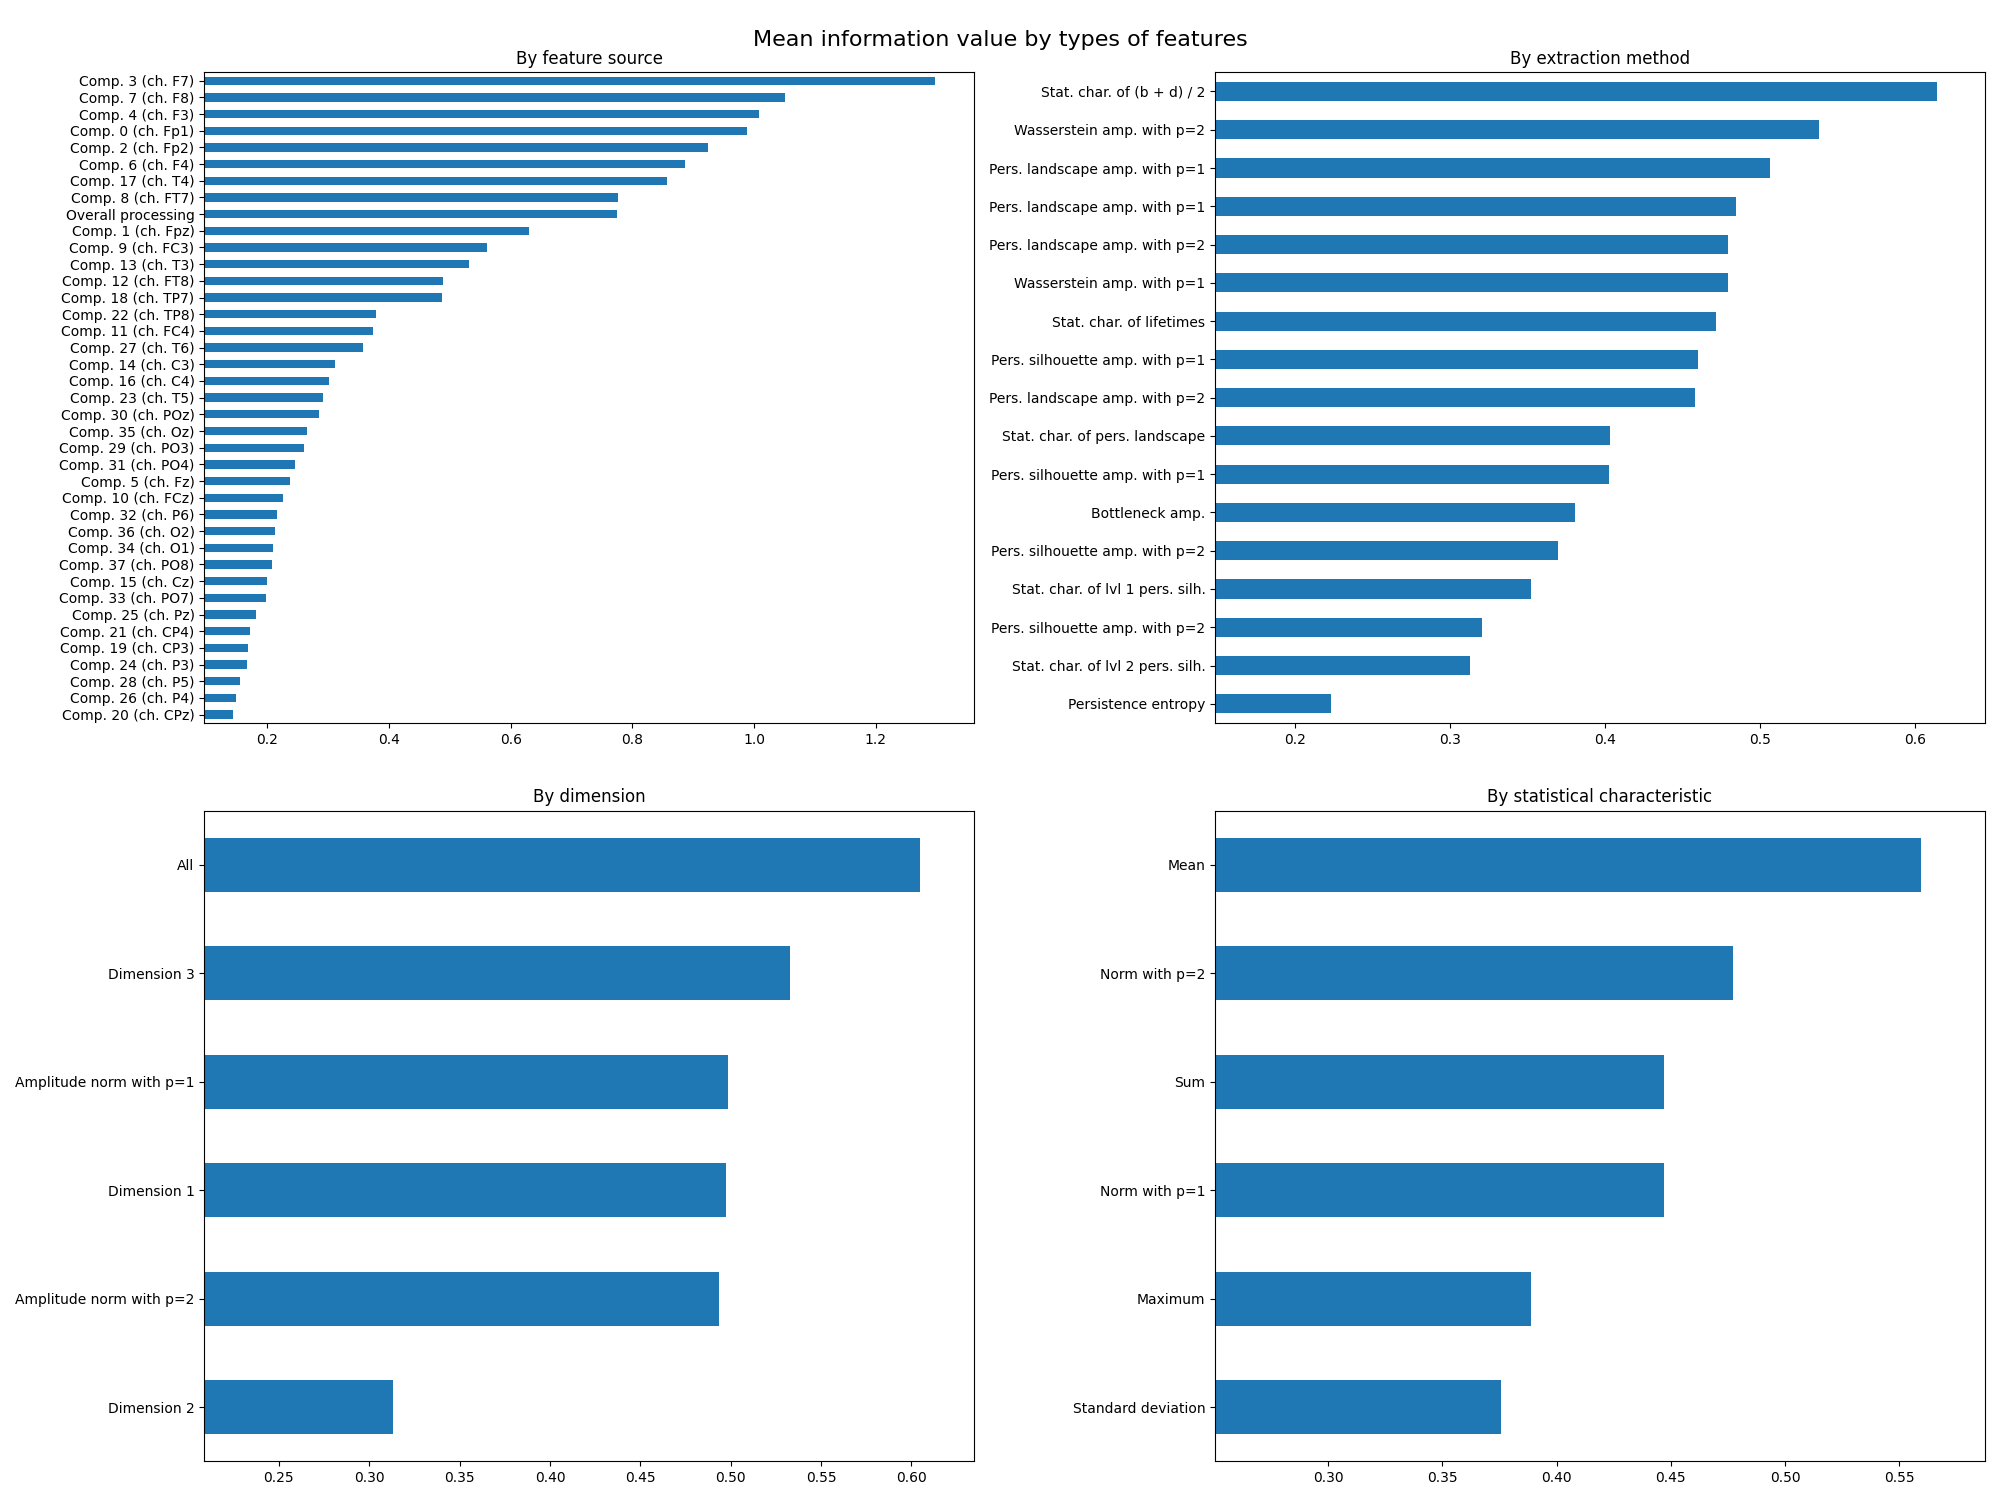 Mean information value by types of features
By feature source
Comp. 3 (ch. F7)
Comp. 7 (ch. F8)
Comp. 4 (ch. F3)
Comp. 0 (ch. Fp1)
Comp. 2 (ch. Fp2)
Comp. 6 (ch. F4)
Comp. 17 (ch. T4)
Comp. 8 (ch. FT7)
Overall processing
Comp. 1 (ch. Fpz)
Comp. 9 (ch. FC3)
Comp. 13 (ch. T3)
Comp. 12 (ch. FT8)
Comp. 18 (ch. TP7)
Comp. 22 (ch. TP8)
Comp. 11 (ch. FC4)
Comp. 27 (ch. T6)
Comp. 14 (ch. C3)
Comp. 16 (ch. C4)
Comp. 23 (ch. T5)
Comp. 30 (ch. POz)
Comp. 35 (ch. Oz)
Comp. 29 (ch. PO3)
Comp. 31 (ch. PO4)
Comp. 5 (ch. Fz)
Comp. 10 (ch. FCz)
Comp. 32 (ch. P6)
Comp. 36 (ch. O2)
Comp. 34 (ch. O1)
Comp. 37 (ch. PO8)
Comp. 15 (ch. Cz)
Comp. 33 (ch. PO7)
Comp. 25 (ch. Pz)
Comp. 21 (ch. CP4)
Comp. 19 (ch. CP3)
Comp. 24 (ch. P3)
Comp. 28 (ch. P5)
Comp. 26 (ch. P4)
Comp. 20 (ch. CPz)
0.2 0.4 0.6 0.8 1.0 1.2
By extraction method
Stat. char. of (b + d) / 2
Wasserstein amp. with p=2
Pers. landscape amp. with p=1
Pers. landscape amp. with p=1
Pers. landscape amp. with p=2
Wasserstein amp. with p=1
Stat. char. of lifetimes
Pers. silhouette amp. with p=1
Pers. landscape amp. with p=2
Stat. char. of pers. landscape
Pers. silhouette amp. with p=1
Bottleneck amp.
Pers. silhouette amp. with p=2
Stat. char. of lvl 1 pers. silh.
Pers. silhouette amp. with p=2
Stat. char. of lvl 2 pers. silh.
Persistence entropy
0.2 0.3 0.4 0.5 0.6
By dimension
All
Dimension 3
Amplitude norm with p=1
Dimension 1
Amplitude norm with p=2
Dimension 2
0.25 0.30 0.35 0.40 0.45 0.50 0.55 0.60
By statistical characteristic
Mean
Norm with p=2
Sum
Norm with p=1
Maximum
Standard deviation
0.30 0.35 0.40 0.45 0.50 0.55